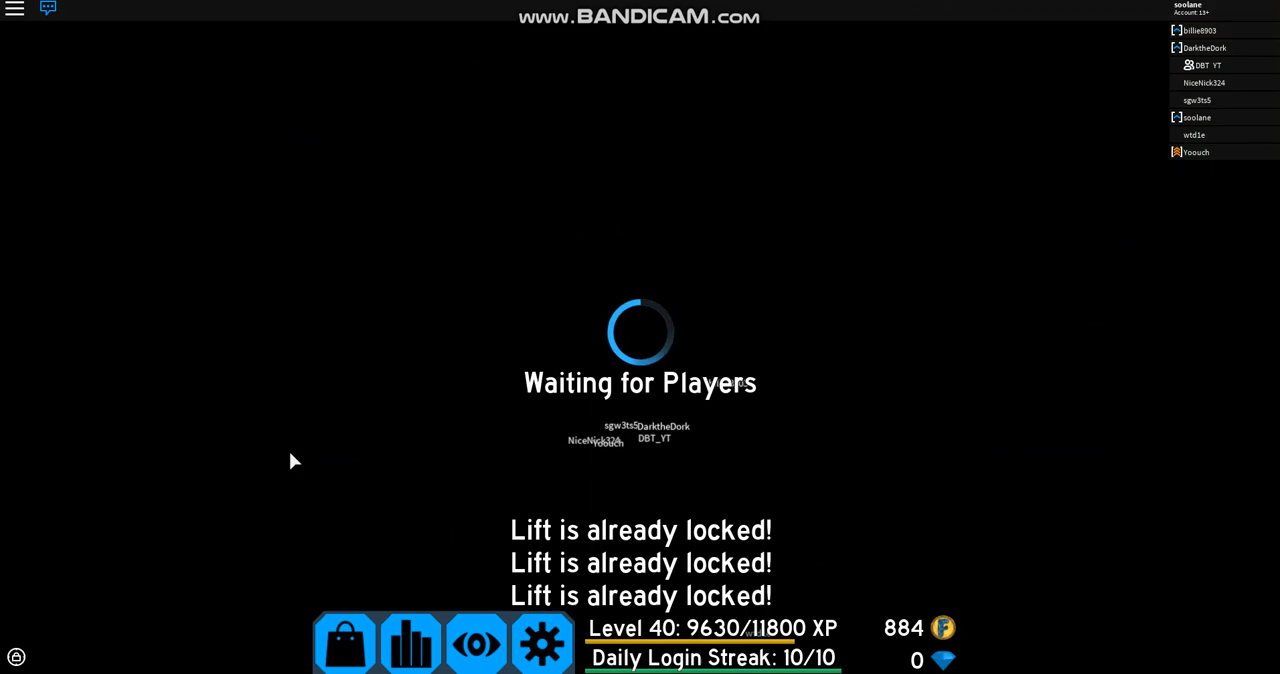 www.BANDICAM.com
soolane
Account: 13+
billie8903
DarktheDork
DBT_YT
NiceNick324
sgw3ts5
soolane
wtd1e
Yoouch
Waiting for Players
sgw3ts5 DarktheDork
NiceNick324 Yoouch DBT_YT
Lift is already locked!
Lift is already locked!
Lift is already locked!
Level 40: 9630/11800 XP 884
Daily Login Streak: 10/10 0